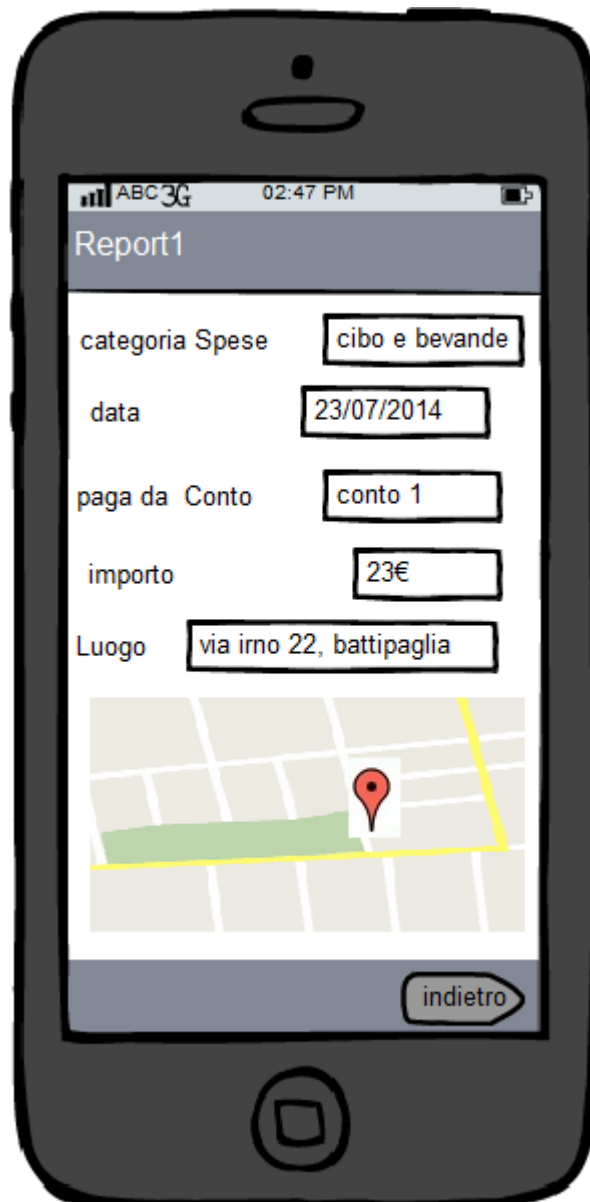 ABC 3G 02:47 PM
Report1
categoria Spese cibo e bevande
data 23/07/2014
paga da Conto conto 1
importo 23€
Luogo via irno 22, battipaglia
indietro